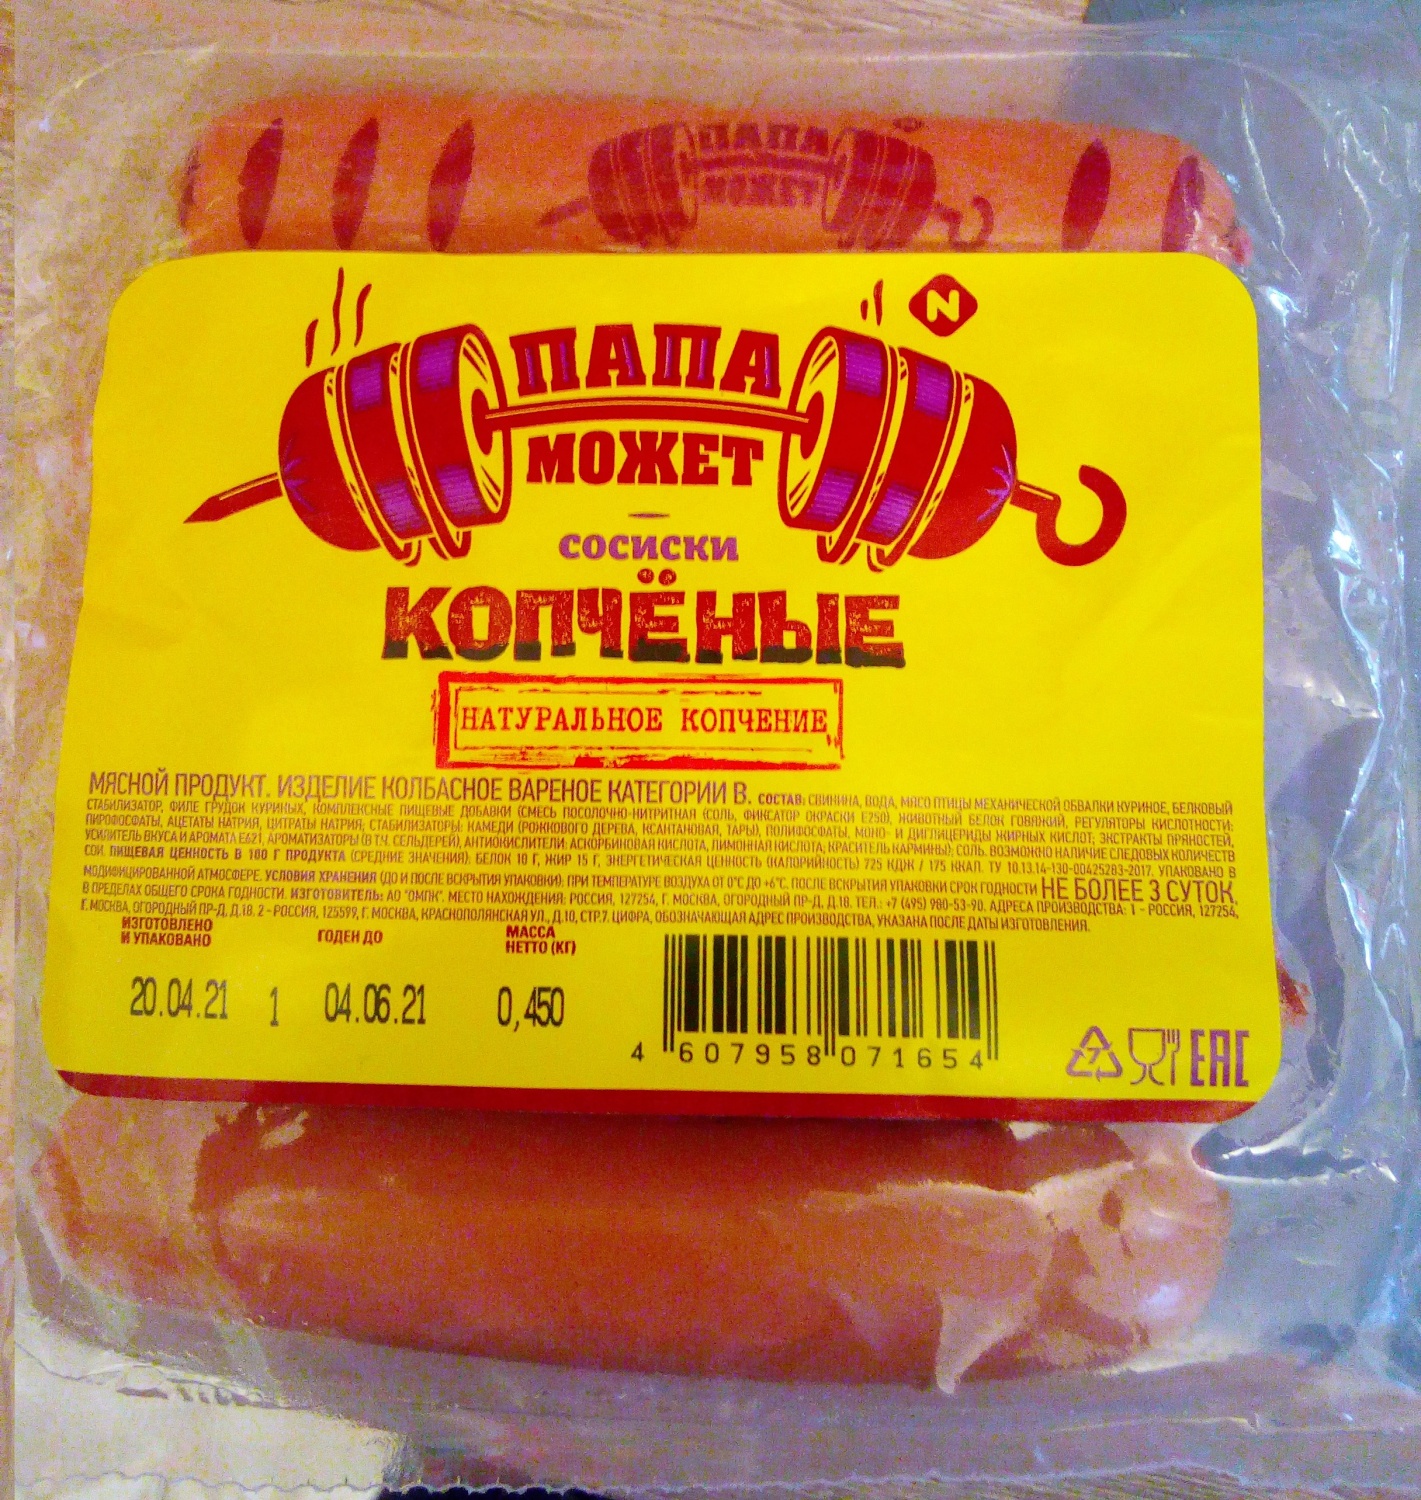 ПАПА
МОЖЕТ
N
ПАПА
МОЖЕТ
СОСИСКИ
КОПЧЁНЫЕ
НАТУРАЛЬНОЕ КОПЧЕНИЕ
МЯСНОЙ ПРОДУКТ. ИЗДЕЛИЕ КОЛБАСНОЕ ВАРЕНОЕ КАТЕГОРИИ В. СОСТАВ: СВИНИНА, ВОДА, МЯСО ПТИЦЫ МЕХАНИЧЕСКОЙ ОБВАЛКИ КУРИНОЕ, БЕЛКОВЫЙ
СТАБИЛИЗАТОР, ФИЛЕ ГРУДОК КУРИНЫХ, КОМПЛЕКСНЫЕ ПИЩЕВЫЕ ДОБАВКИ (СМЕСЬ ПОСОЛОЧНО-НИТРИТНАЯ (СОЛЬ, ФИКСАТОР ОКРАСКИ Е250), ЖИВОТНЫЙ БЕЛОК ГОВЯЖИЙ, РЕГУЛЯТОРЫ КИСЛОТНОСТИ:
ПИРОФОСФАТЫ, АЦЕТАТЫ НАТРИЯ, ЦИТРАТЫ НАТРИЯ; СТАБИЛИЗАТОРЫ: КАМЕДИ (РОЖКОВОГО ДЕРЕВА, КСАНТАНОВАЯ, ТАРЫ), ПОЛИФОСФАТЫ, МОНО- И ДИГЛИЦЕРИДЫ ЖИРНЫХ КИСЛОТ; ЭКСТРАКТЫ ПРЯНОСТЕЙ,
УСИЛИТЕЛЬ ВКУСА И АРОМАТА Е621, АРОМАТИЗАТОРЫ (В Т.Ч. СЕЛЬДЕРЕЙ), АНТИОКИСЛИТЕЛИ: АСКОРБИНОВАЯ КИСЛОТА, ЛИМОННАЯ КИСЛОТА; КРАСИТЕЛЬ КАРМИНЫ); СОЛЬ. ВОЗМОЖНО НАЛИЧИЕ СЛЕДОВЫХ КОЛИЧЕСТВ
СОИ. ПИЩЕВАЯ ЦЕННОСТЬ В 100 Г ПРОДУКТА (СРЕДНИЕ ЗНАЧЕНИЯ): БЕЛОК 10 Г, ЖИР 15 Г, ЭНЕРГЕТИЧЕСКАЯ ЦЕННОСТЬ (КАЛОРИЙНОСТЬ) 725 КДЖ / 175 ККАЛ. ТУ 10.13.14-130-00425283-2017. УПАКОВАНО В
МОДИФИЦИРОВАННОЙ АТМОСФЕРЕ. УСЛОВИЯ ХРАНЕНИЯ (ДО И ПОСЛЕ ВСКРЫТИЯ УПАКОВКИ): ПРИ ТЕМПЕРАТУРЕ ВОЗДУХА ОТ 0°С ДО +6°С. ПОСЛЕ ВСКРЫТИЯ УПАКОВКИ СРОК ГОДНОСТИ НЕ БОЛЕЕ 3 СУТОК,
В ПРЕДЕЛАХ ОБЩЕГО СРОКА ГОДНОСТИ. ИЗГОТОВИТЕЛЬ: АО "ОМПК". МЕСТО НАХОЖДЕНИЯ: РОССИЯ, 127254, Г. МОСКВА, ОГОРОДНЫЙ ПР-Д, Д.18. ТЕЛ.: +7 (495) 980-53-90. АДРЕСА ПРОИЗВОДСТВА: 1 - РОССИЯ, 127254,
Г. МОСКВА, ОГОРОДНЫЙ ПР-Д, Д.18. 2 - РОССИЯ, 125599, Г. МОСКВА, КРАСНОПОЛЯНСКАЯ УЛ., Д.10, СТР.7. ЦИФРА, ОБОЗНАЧАЮЩАЯ АДРЕС ПРОИЗВОДСТВА, УКАЗАНА ПОСЛЕ ДАТЫ ИЗГОТОВЛЕНИЯ.
ИЗГОТОВЛЕНО
И УПАКОВАНО
ГОДЕН ДО
МАССА
НЕТТО (КГ)
20.04.21 1 04.06.21 0,450
4 607958 071654
7
EAC